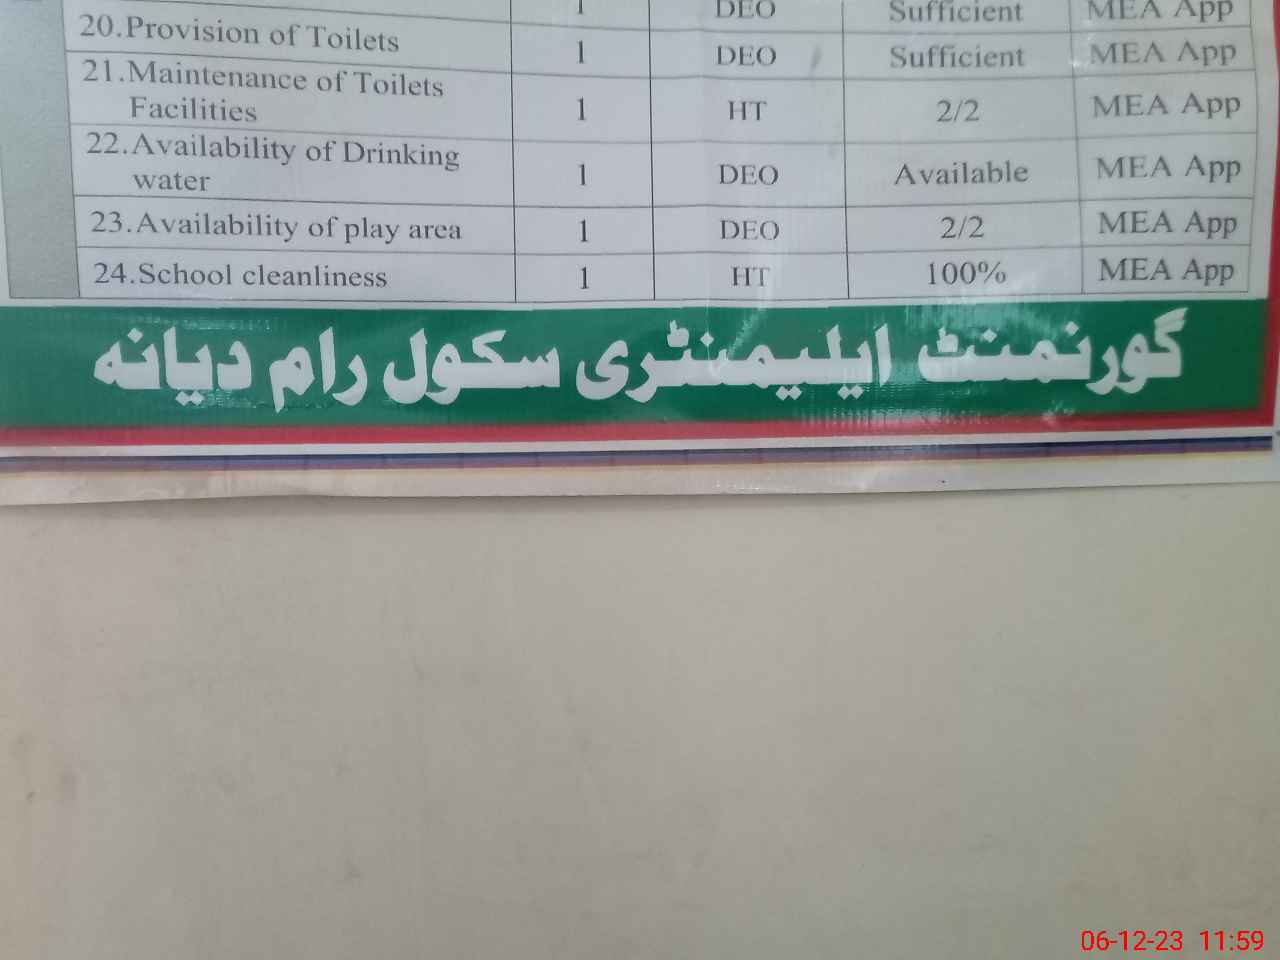 1 DEO Sufficient MEA App
20.Provision of Toilets 1 DEO Sufficient MEA App
21.Maintenance of Toilets
Facilities 1 HT 2/2 MEA App
22.Availability of Drinking
water 1 DEO Available MEA App
23.Availability of play area 1 DEO 2/2 MEA App
24.School cleanliness 1 HT 100% MEA App
گورنمنٹ ایلیمنٹری سکول رام دیانہ
06-12-23 11:59